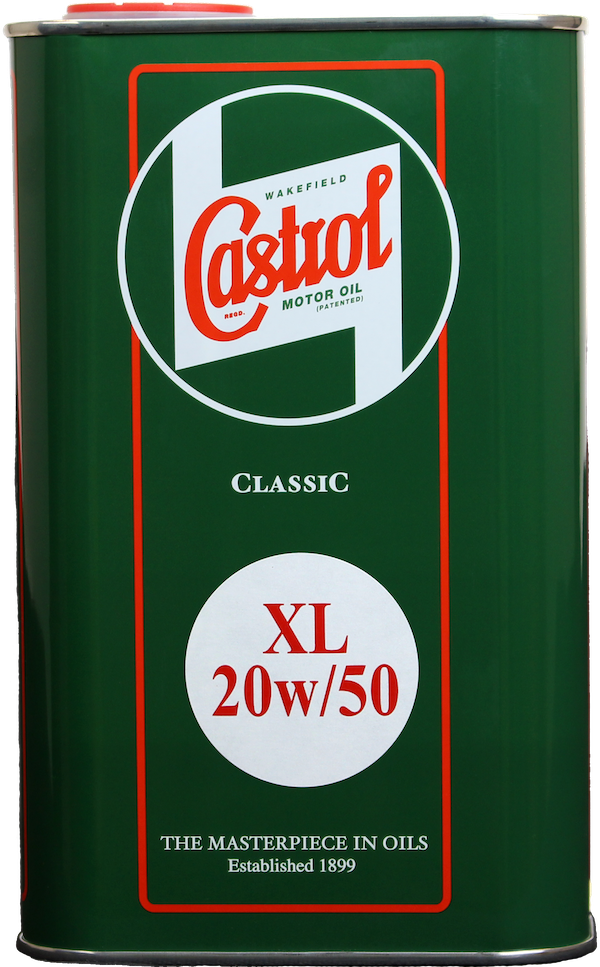 WAKEFIELD
Castrol
REGD.
MOTOR OIL
(PATENTED)
CLASSIC
XL
20w/50
THE MASTERPIECE IN OILS
Established 1899